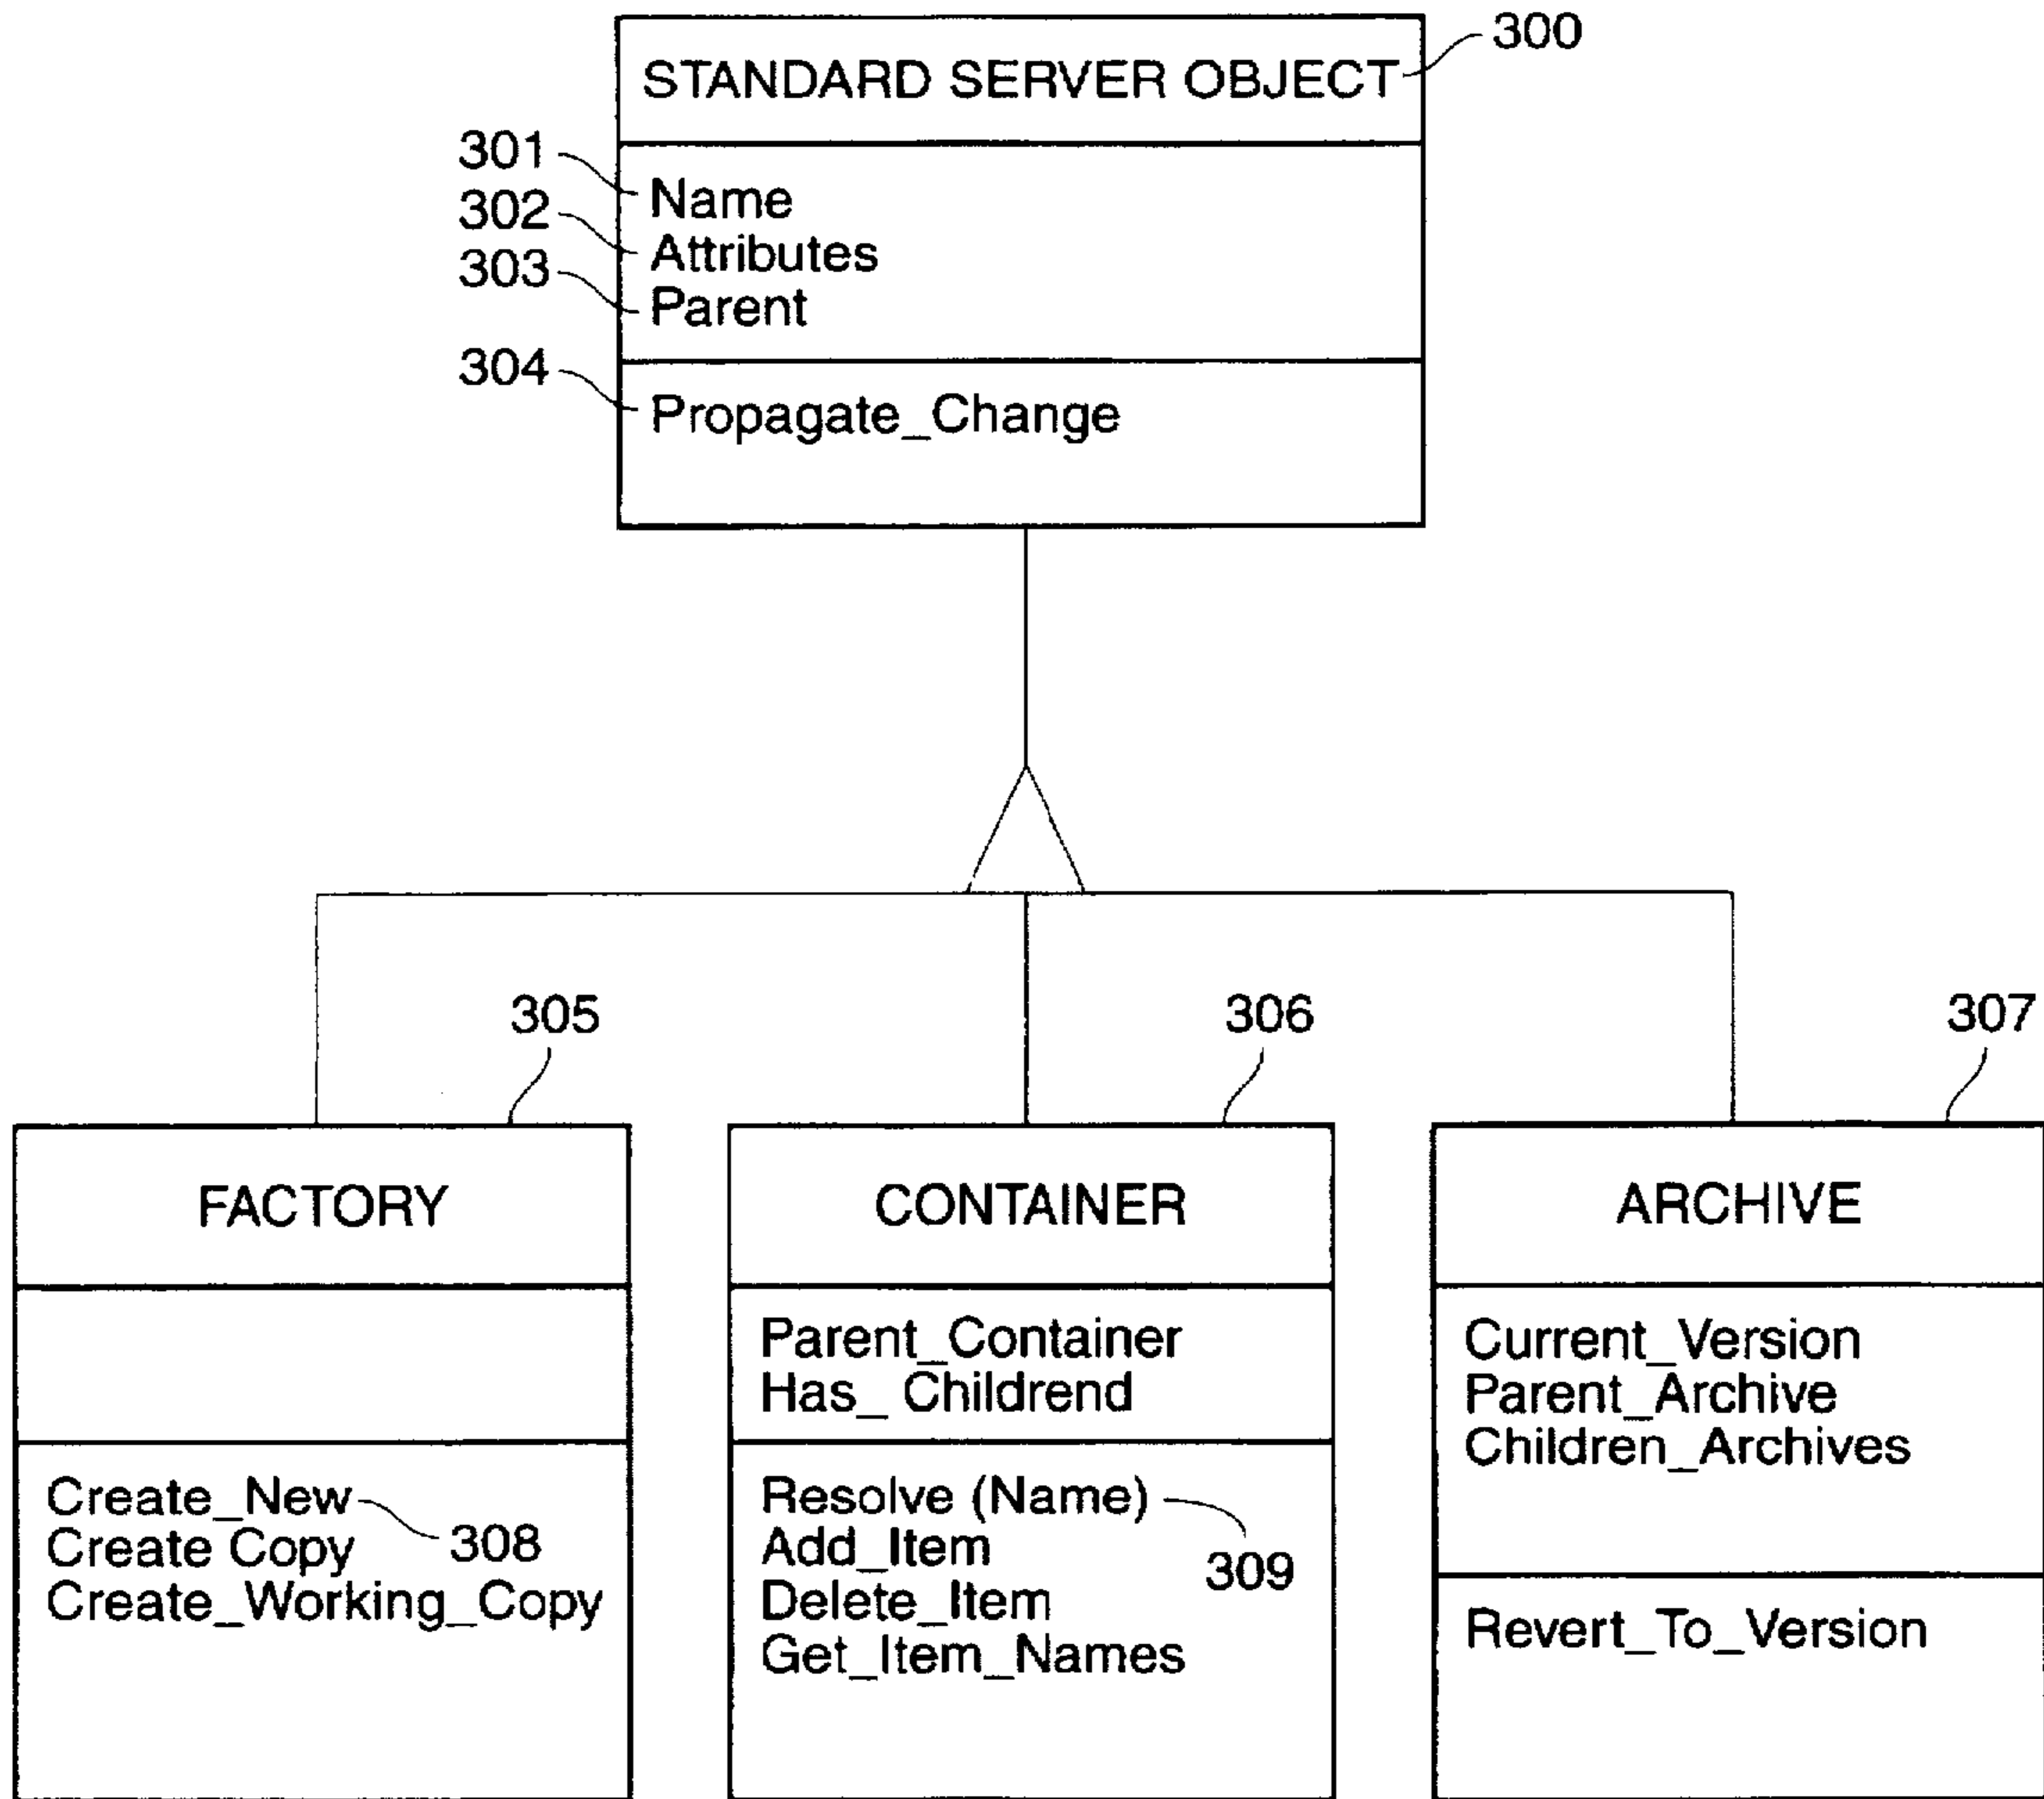 300
STANDARD SERVER OBJECT
301
Name
302
Attributes
303
Parent
304
Propagate_Change
305
306
307
FACTORY
CONTAINER
ARCHIVE
Parent_Container
Has_ Childrend
Current_Version
Parent_Archive
Children_Archives
Create_New
308
Create Copy
Create_Working_Copy
Resolve (Name)
309
Add_Item
Delete_Item
Get_Item_Names
Revert_To_Version